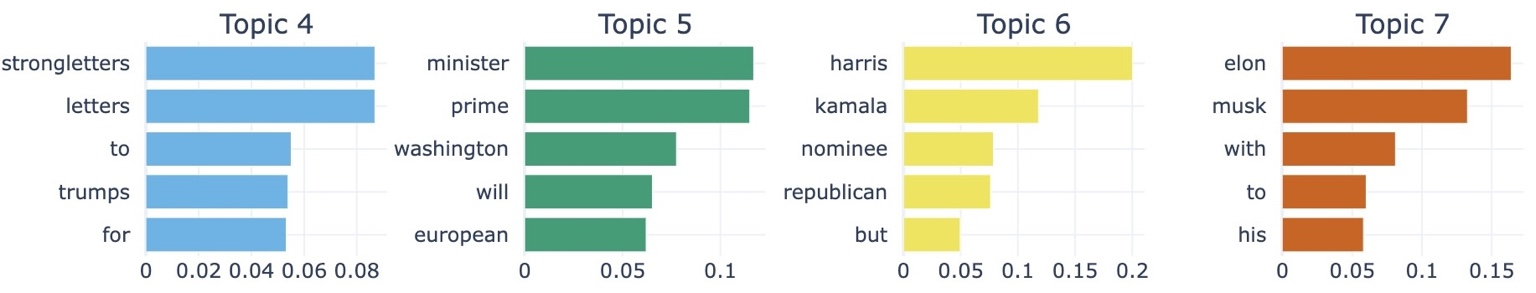 Topic 4
strongletters
letters
to
trumps
for
0 0.02 0.04 0.06 0.08
Topic 5
minister
prime
washington
will
european
0 0.05 0.1
Topic 6
harris
kamala
nominee
republican
but
0 0.05 0.1 0.15 0.2
Topic 7
elon
musk
with
to
his
0 0.05 0.1 0.15